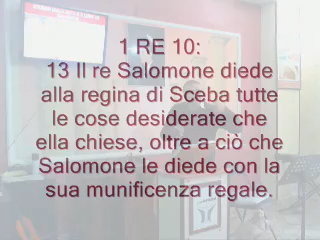 1 RE 10:
13 Il re Salomone diede
alla regina di Sceba tutte
le cose desiderate che
ella chiese, oltre a ciò che
Salomone le diede con la
sua munificenza regale.